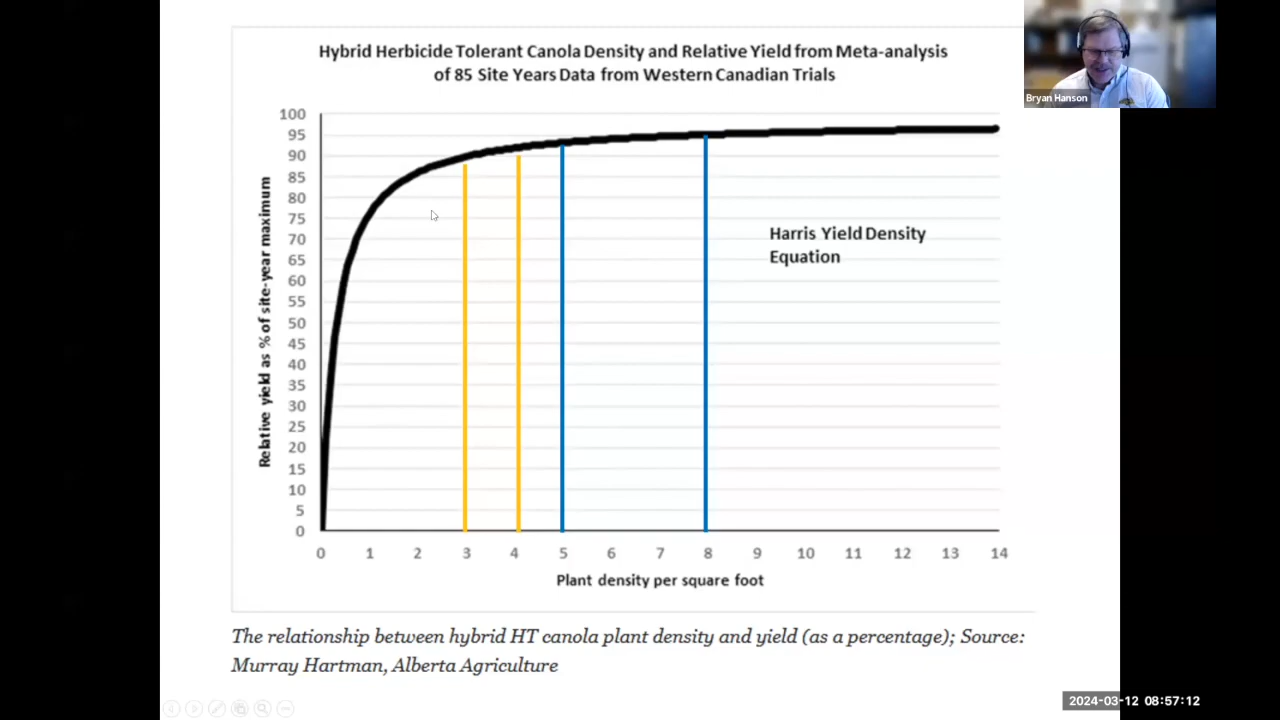 Hybrid Herbicide Tolerant Canola Density and Relative Yield from Meta-analysis
of 85 Site Years Data from Western Canadian Trials
Bryan Hanson
100
95
90
85
80
75
70
65
60
55
50
45
40
35
30
25
20
15
10
5
0
Relative yield as % of site-year maximum
Harris Yield Density
Equation
0 1 2 3 4 5 6 7 8 9 10 11 12 13 14
Plant density per square foot
The relationship between hybrid HT canola plant density and yield (as a percentage); Source:
Murray Hartman, Alberta Agriculture
2024-03-12 08:57:12